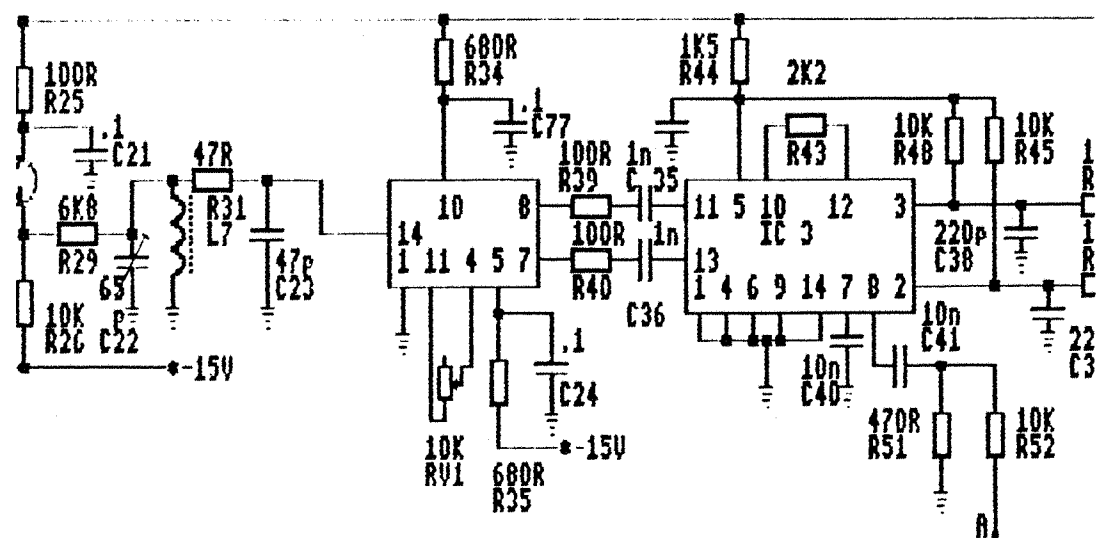 680R
R34
1K5
R44
2K2
100R
R25
.1
C21
.1
C77
R43
10K
R48
10K
R45
47R
100R
R39
1n
C35
6K8
R29
R31
L7
10
8
11 5 10 12 3
IC 3
14
1 11 4 5 7
100R
R40
1n
C36
13
1 4 6 9 14 7 8 2
220p
C38
47p
C23
65
p
C22
10K
R26
-15V
.1
C24
10n
C40
10n
C41
22
C3
1
R
1
R
10K
RV1
680R
R35
-15V
470R
R51
10K
R52